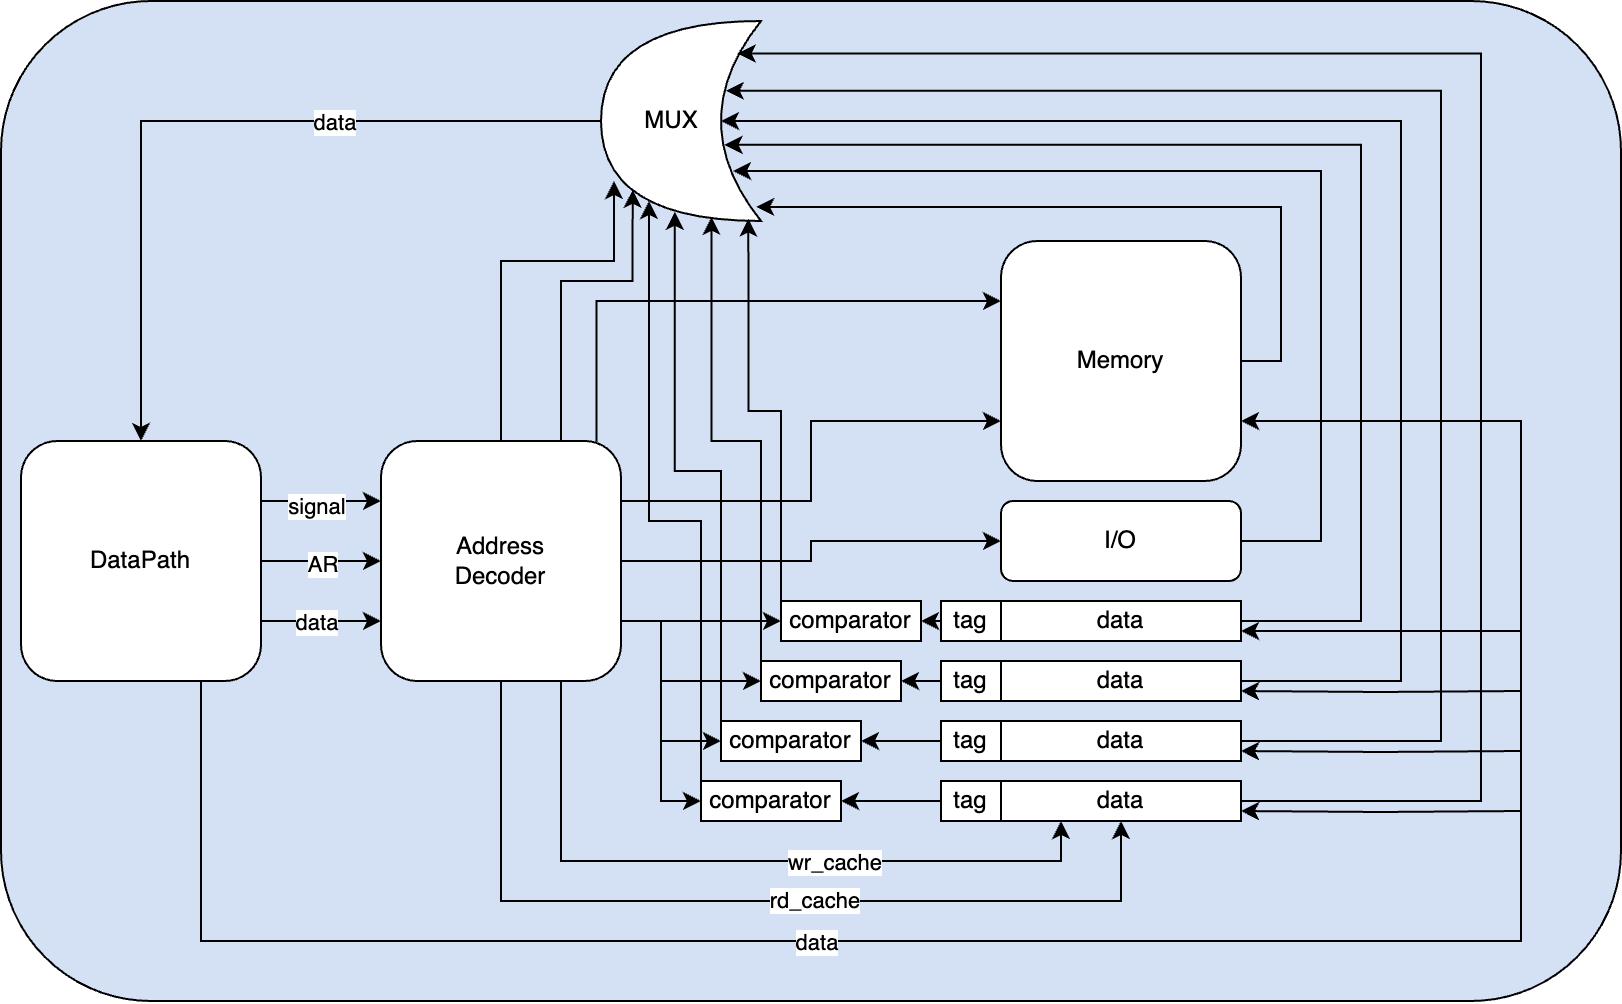 MUX
data
Memory
signal
DataPath
AR
data
Address
Decoder
I/O
comparator
tag
data
comparator
tag
data
comparator
tag
data
comparator
tag
data
wr_cache
rd_cache
data